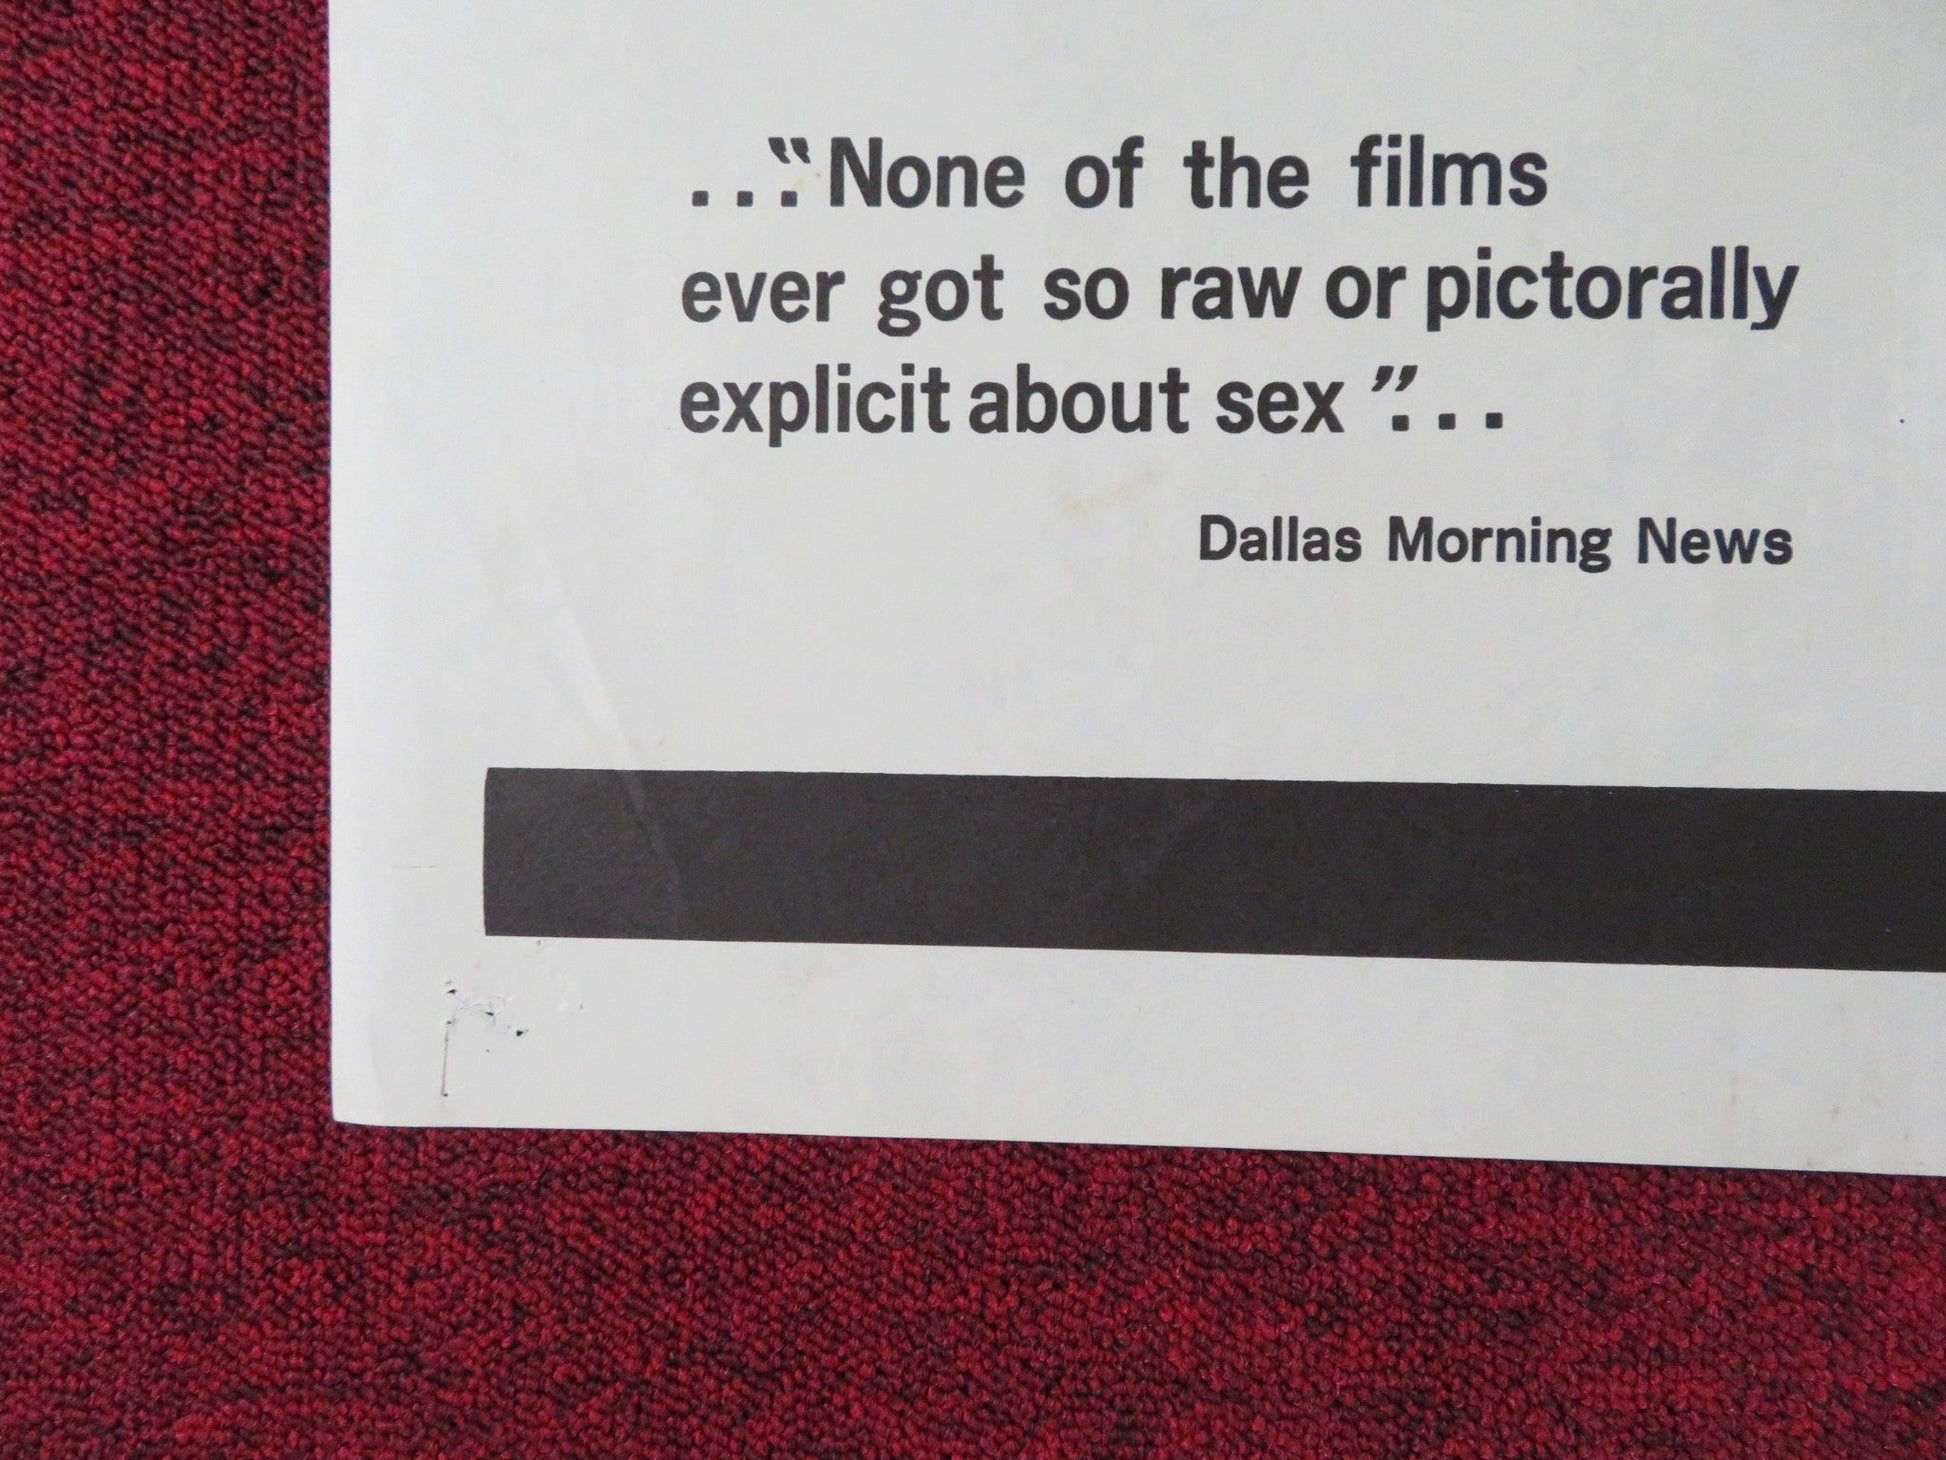 ..."None of the films
ever got so raw or pictorally
explicit about sex "...
Dallas Morning News